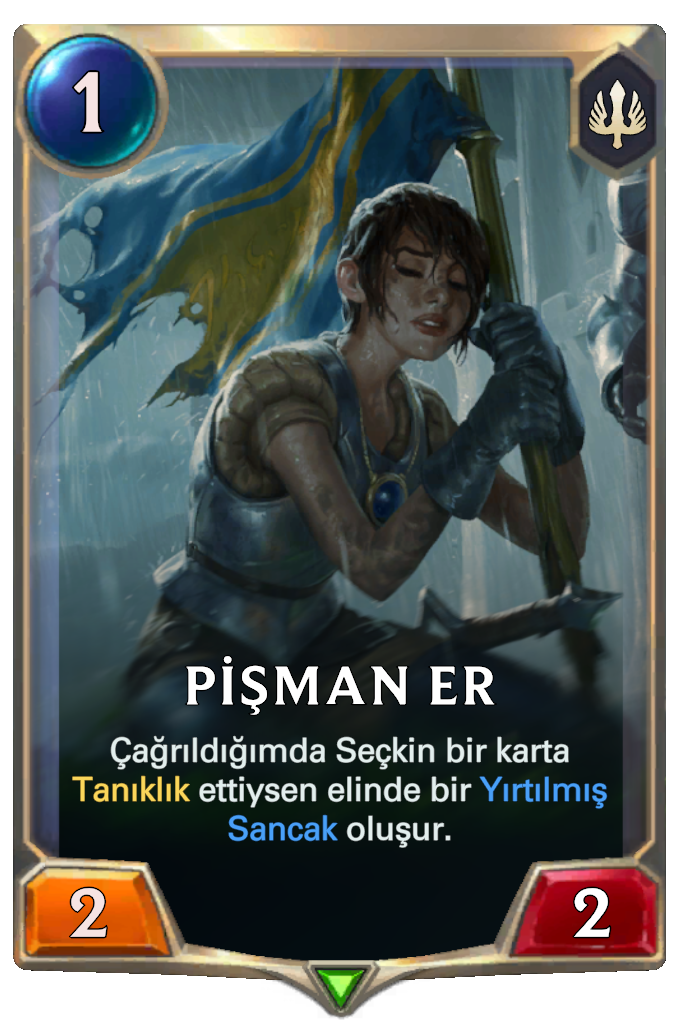 1
PİŞMAN ER
Çağrıldığımda Seçkin bir karta
Tanıklık ettiysen elinde bir Yırtılmış
Sancak oluşur.
2
2